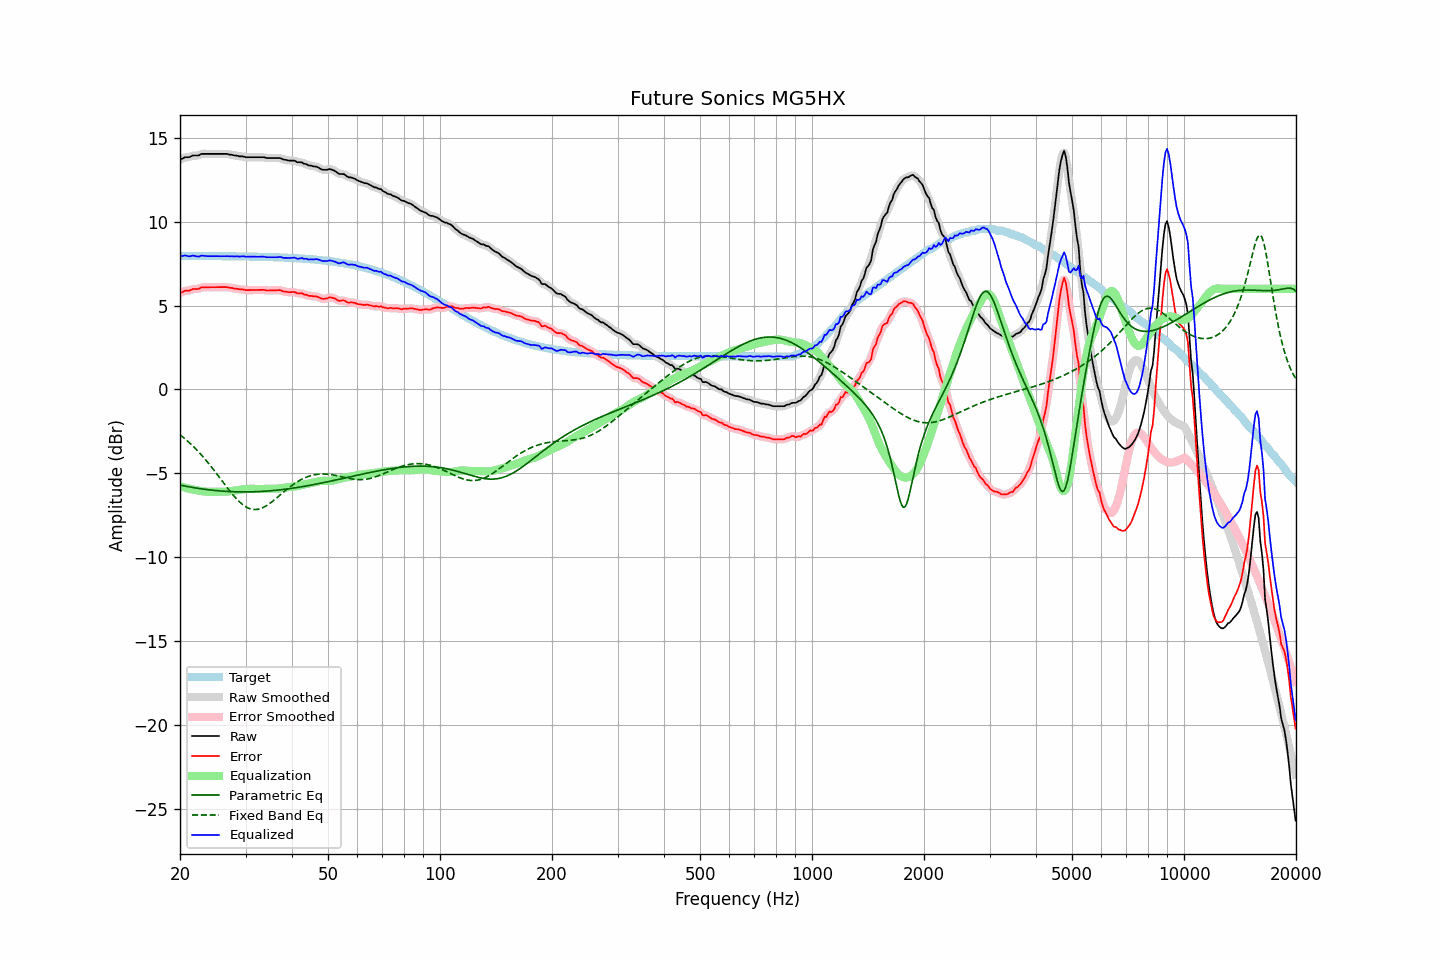 Future Sonics MG5HX
Amplitude (dBr)
15
10
5
0
−5
−10
−15
−20
−25
Target
Raw Smoothed
Error Smoothed
Raw
Error
Equalization
Parametric Eq
Fixed Band Eq
Equalized
20 50 100 200 500 1000 2000 5000 10000 20000
Frequency (Hz)